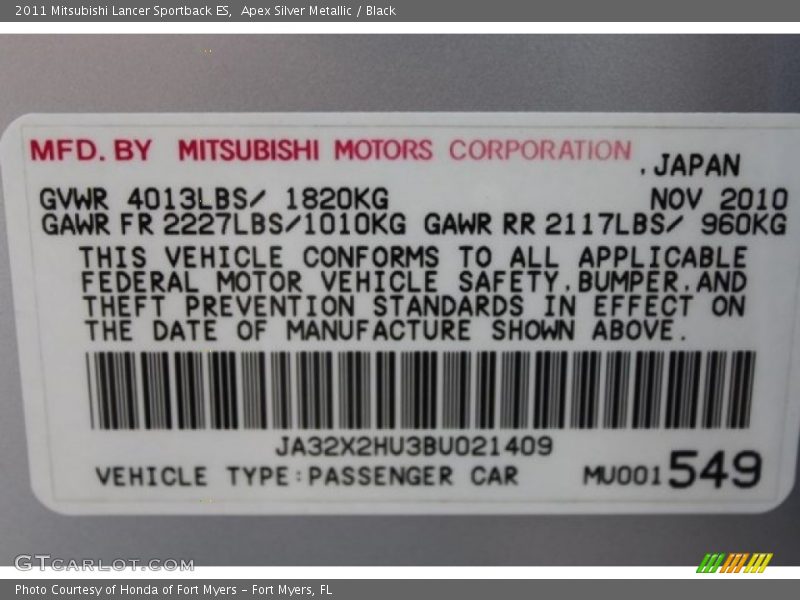 2011 Mitsubishi Lancer Sportback ES,  Apex Silver Metallic / Black
MFD. BY MITSUBISHI MOTORS CORPORATION
.JAPAN
GVWR 4013LBS/ 1820KG NOV 2010
GAWR FR 2227LBS/1010KG GAWR RR 2117LBS/ 960KG
THIS VEHICLE CONFORMS TO ALL APPLICABLE
FEDERAL MOTOR VEHICLE SAFETY,BUMPER,AND
THEFT PREVENTION STANDARDS IN EFFECT ON
THE DATE OF MANUFACTURE SHOWN ABOVE.
JA32X2HU3BU021409
VEHICLE TYPE:PASSENGER CAR MU001549
GTCARLOT.COM
Photo Courtesy of Honda of Fort Myers – Fort Myers, FL